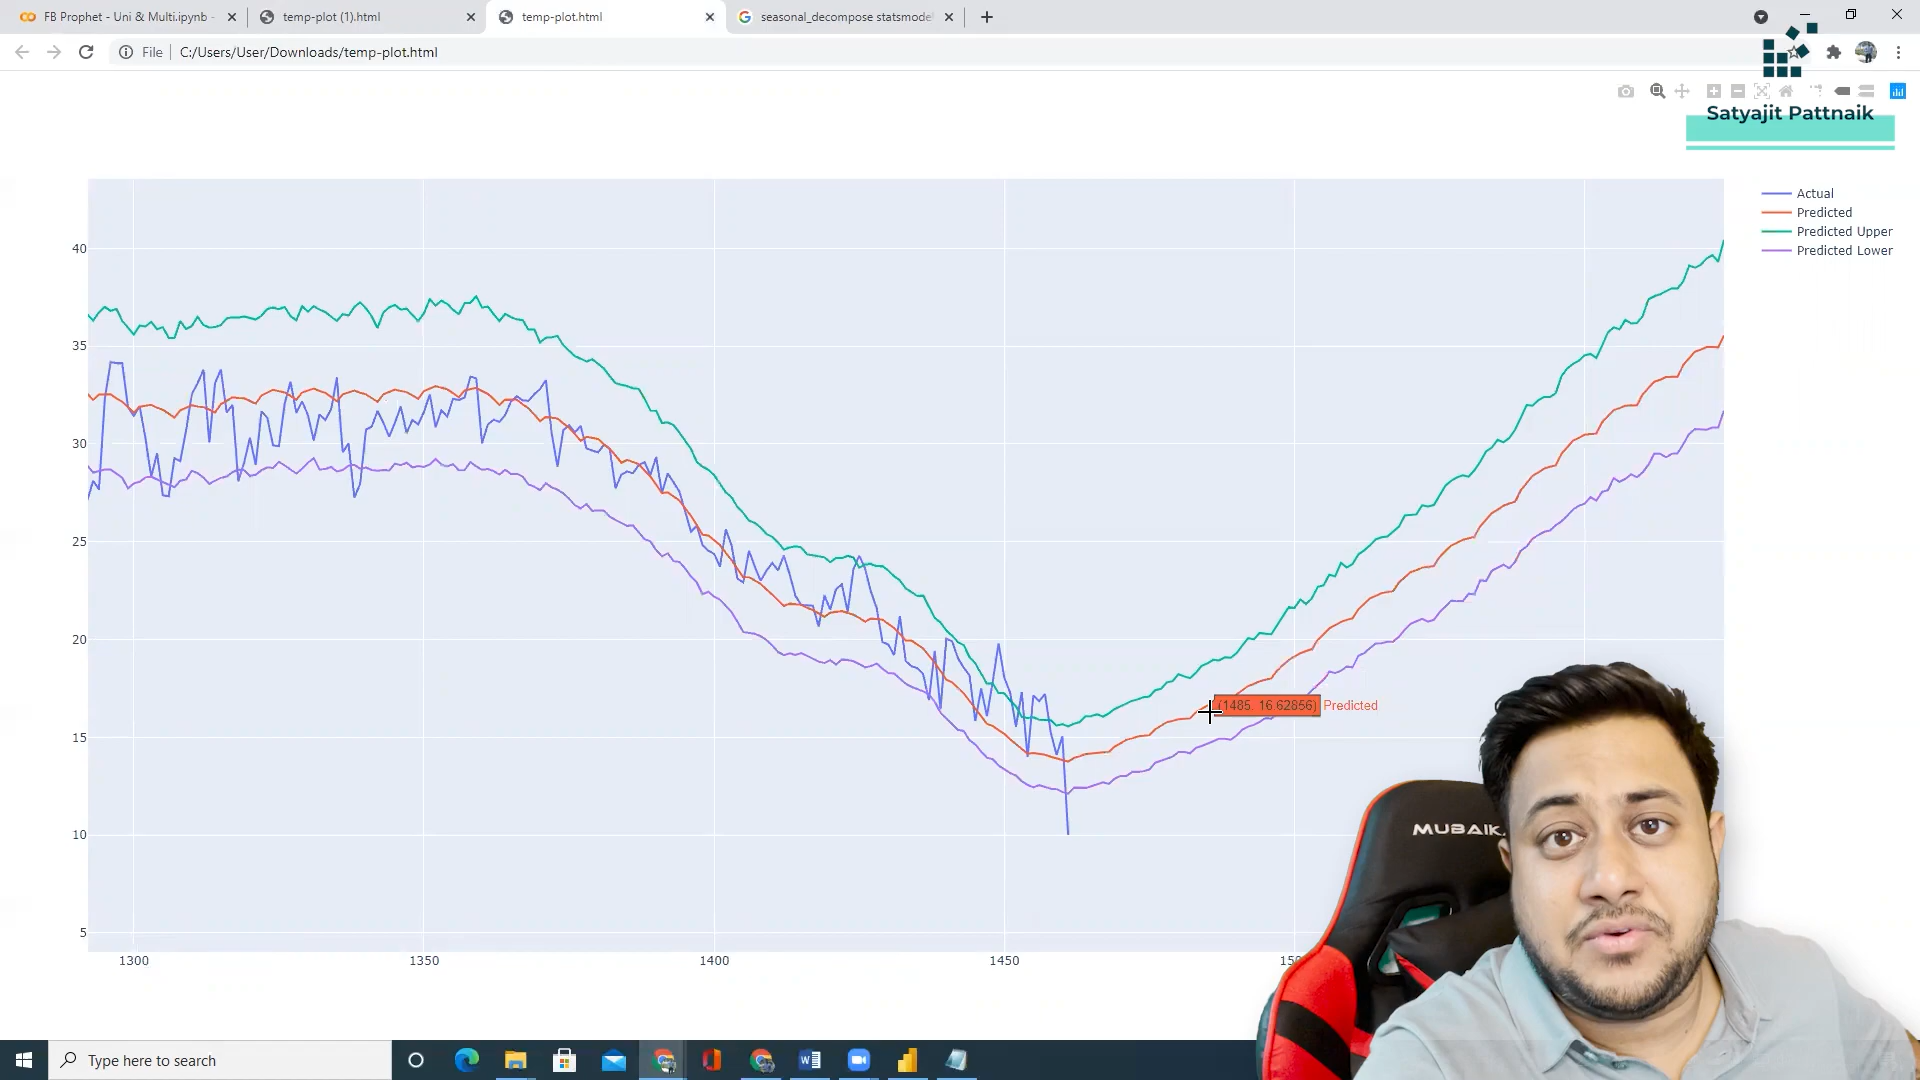 FB Prophet - Uni & Multi.ipynb -
temp-plot (1).html
temp-plot.html
seasonal_decompose statsmodel
File
C:/Users/User/Downloads/temp-plot.html
Satyajit Pattnaik
Actual
Predicted
Predicted Upper
Predicted Lower
40
35
30
25
20
15
10
5
(1485, 16.62856) Predicted
MUBAIK
1300
1350
1400
1450
Type here to search